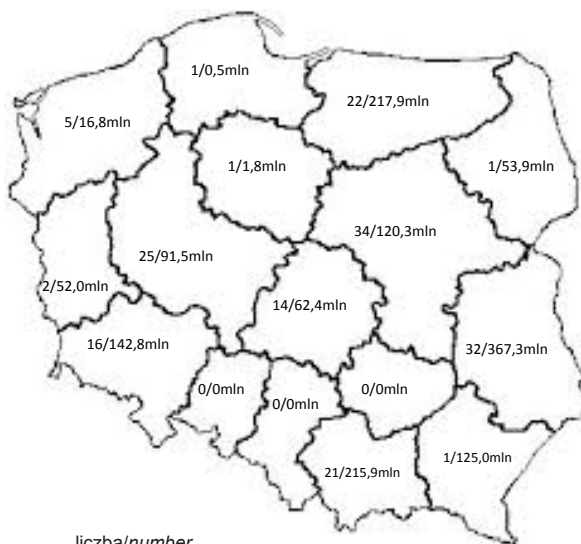 1/0,5mln
22/217,9mln
5/16,8mln
1/1,8mln
1/53,9mln
34/120,3mln
25/91,5mln
2/52,0mln
14/62,4mln
16/142,8mln
32/367,3mln
0/0mln
0/0mln
0/0mln
1/125,0mln
21/215,9mln
liczba/number